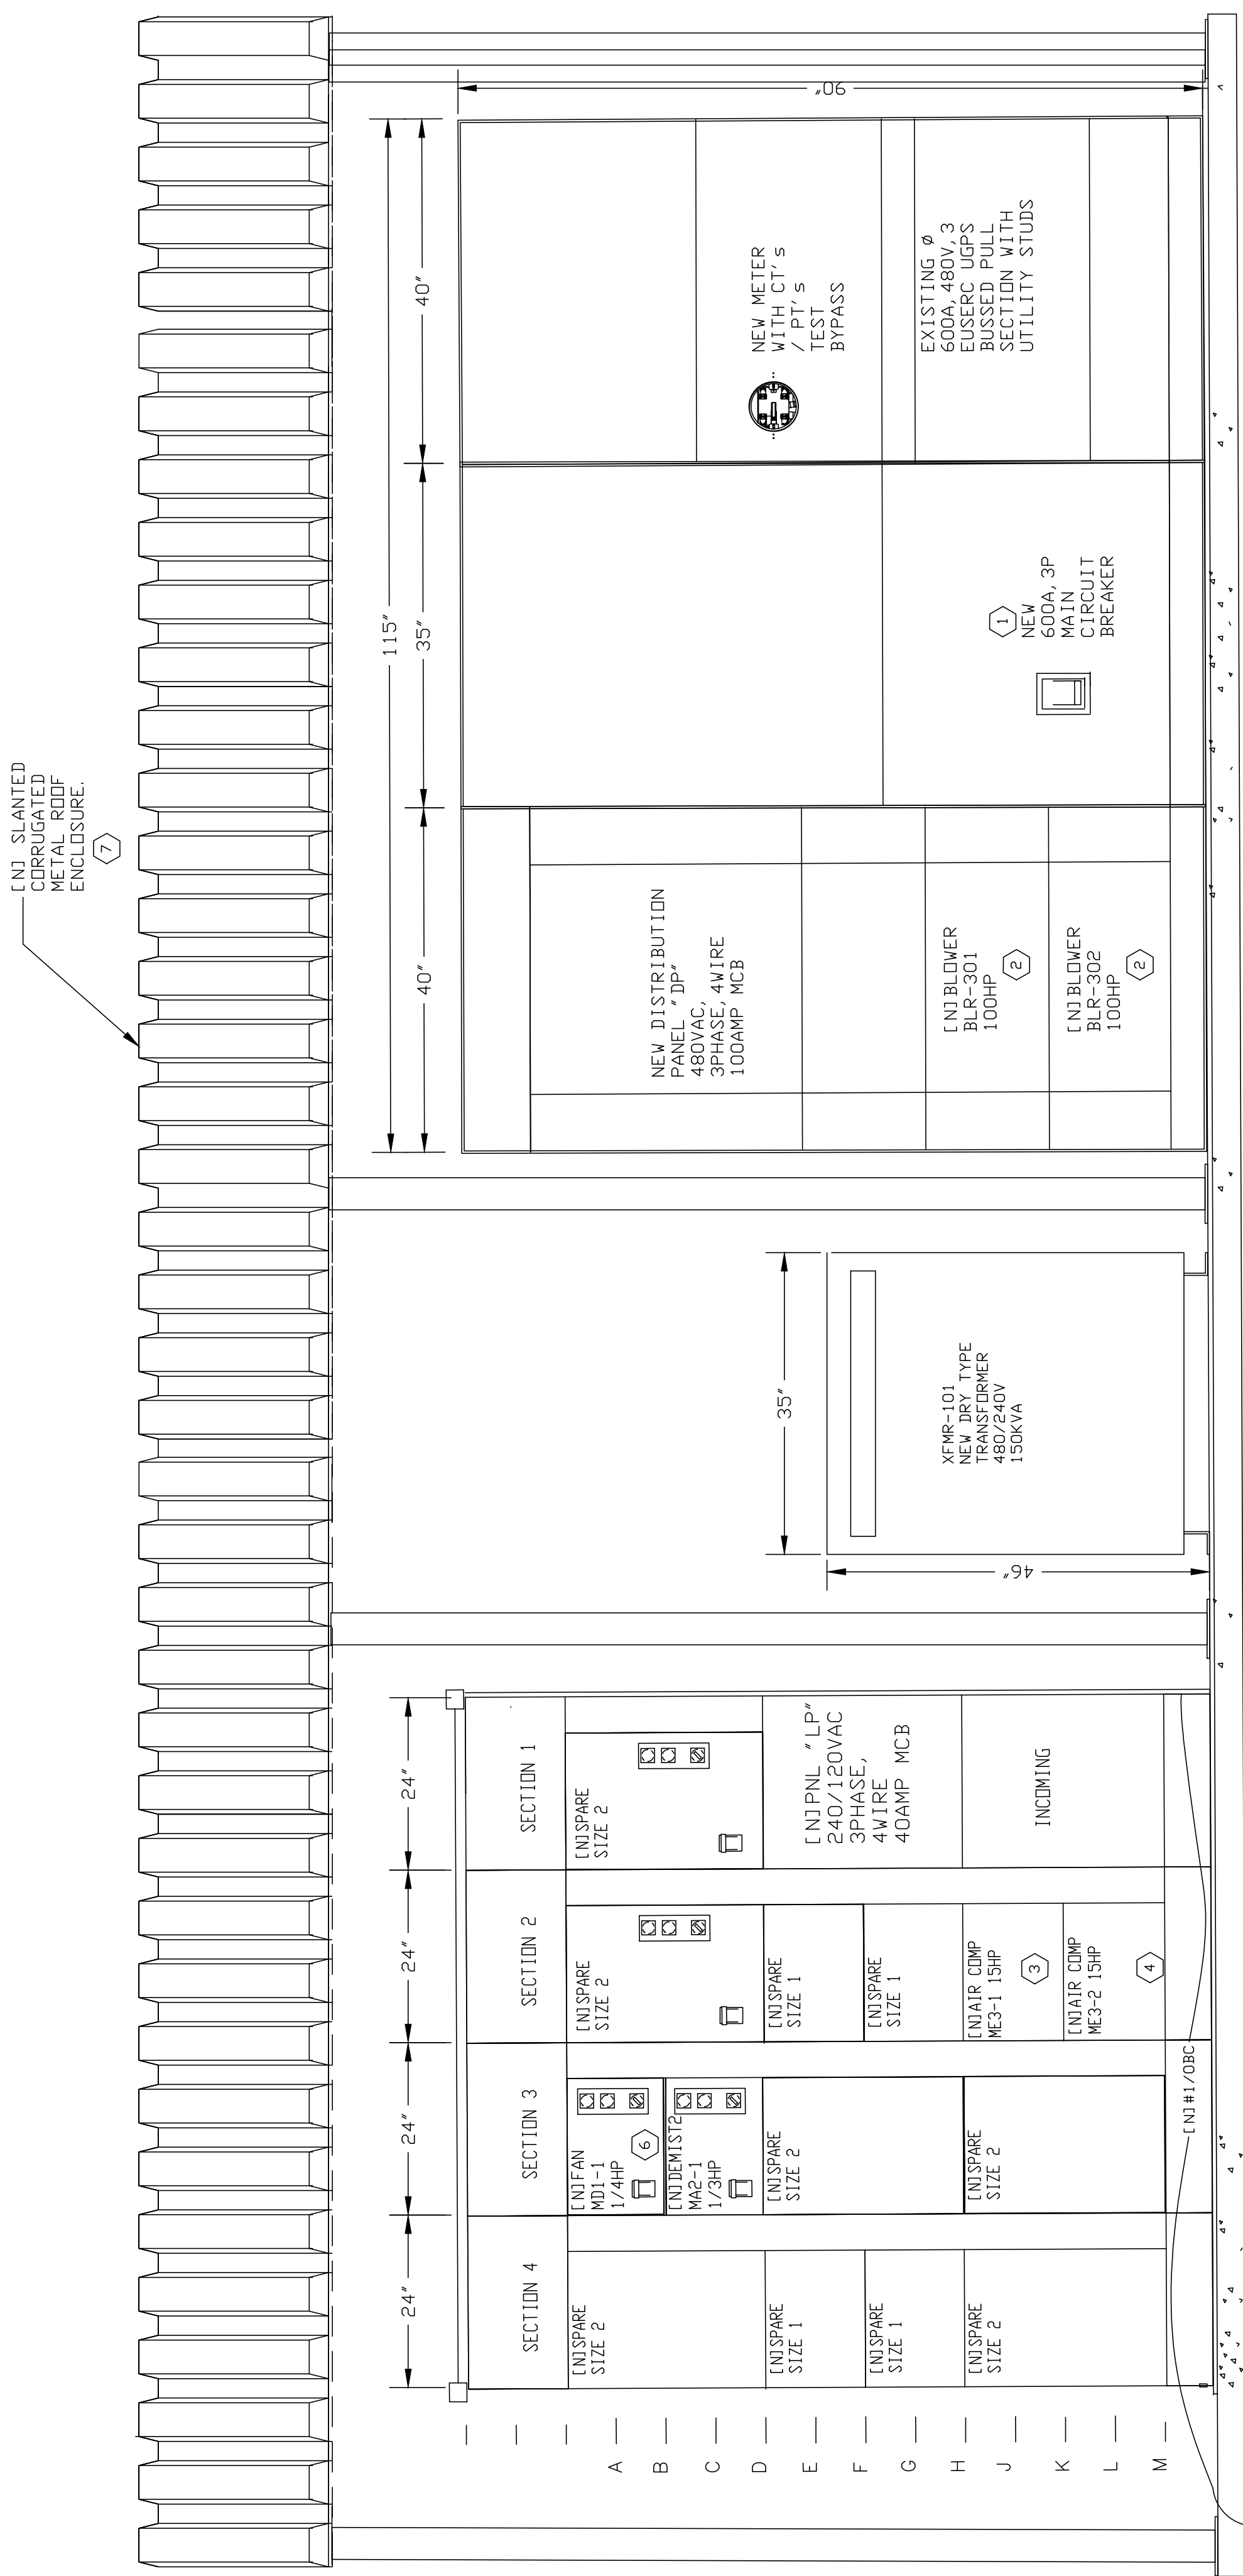 [N] SLANTED
CORRUGATED
METAL ROOF
ENCLOSURE.
7
24"
24"
24"
24"
SECTION 4
SECTION 3
SECTION 2
SECTION 1
[N]SPARE
SIZE 2
[N]SPARE
SIZE 1
[N]SPARE
SIZE 1
[N]SPARE
SIZE 2
[N]FAN
MD1-1
1/4HP
6
[N]DEMIST2
MA2-1
1/3HP
[N]SPARE
SIZE 2
[N]SPARE
SIZE 2
[N]SPARE
SIZE 2
[N]SPARE
SIZE 1
[N]SPARE
SIZE 1
[N]AIR COMP
ME3-1 15HP
3
[N]AIR COMP
ME3-2 15HP
4
[N]SPARE
SIZE 2
[N]PNL "LP"
240/120VAC
3PHASE,
4WIRE
40AMP MCB
INCOMING
[N]#1/0BC
A
B
C
D
E
F
G
H
J
K
L
M
35"
46"
XFMR-101
NEW DRY TYPE
TRANSFORMER
480/240V
150KVA
115"
40"
35"
40"
90"
NEW DISTRIBUTION
PANEL "DP"
480VAC,
3PHASE, 4WIRE
100AMP MCB
[N]BLOWER
BLR-301
100HP
2
[N]BLOWER
BLR-302
100HP
2
1
NEW
600A, 3P
MAIN
CIRCUIT
BREAKER
NEW METER
WITH CT's
/ PT's
TEST
BYPASS
EXISTING Ø
600A, 480V, 3
EUSERC UGPS
BUSSED PULL
SECTION WITH
UTILITY STUDS